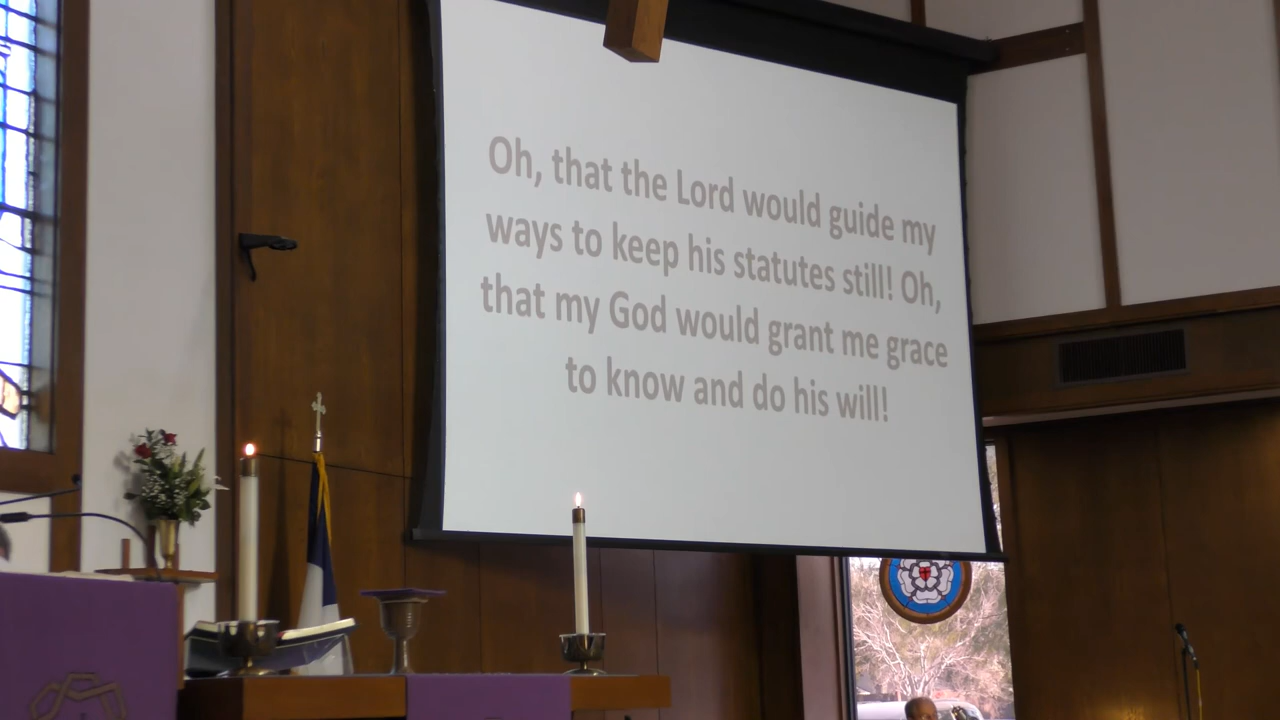 Oh, that the Lord would guide my
ways to keep his statutes still! Oh,
that my God would grant me grace
to know and do his will!